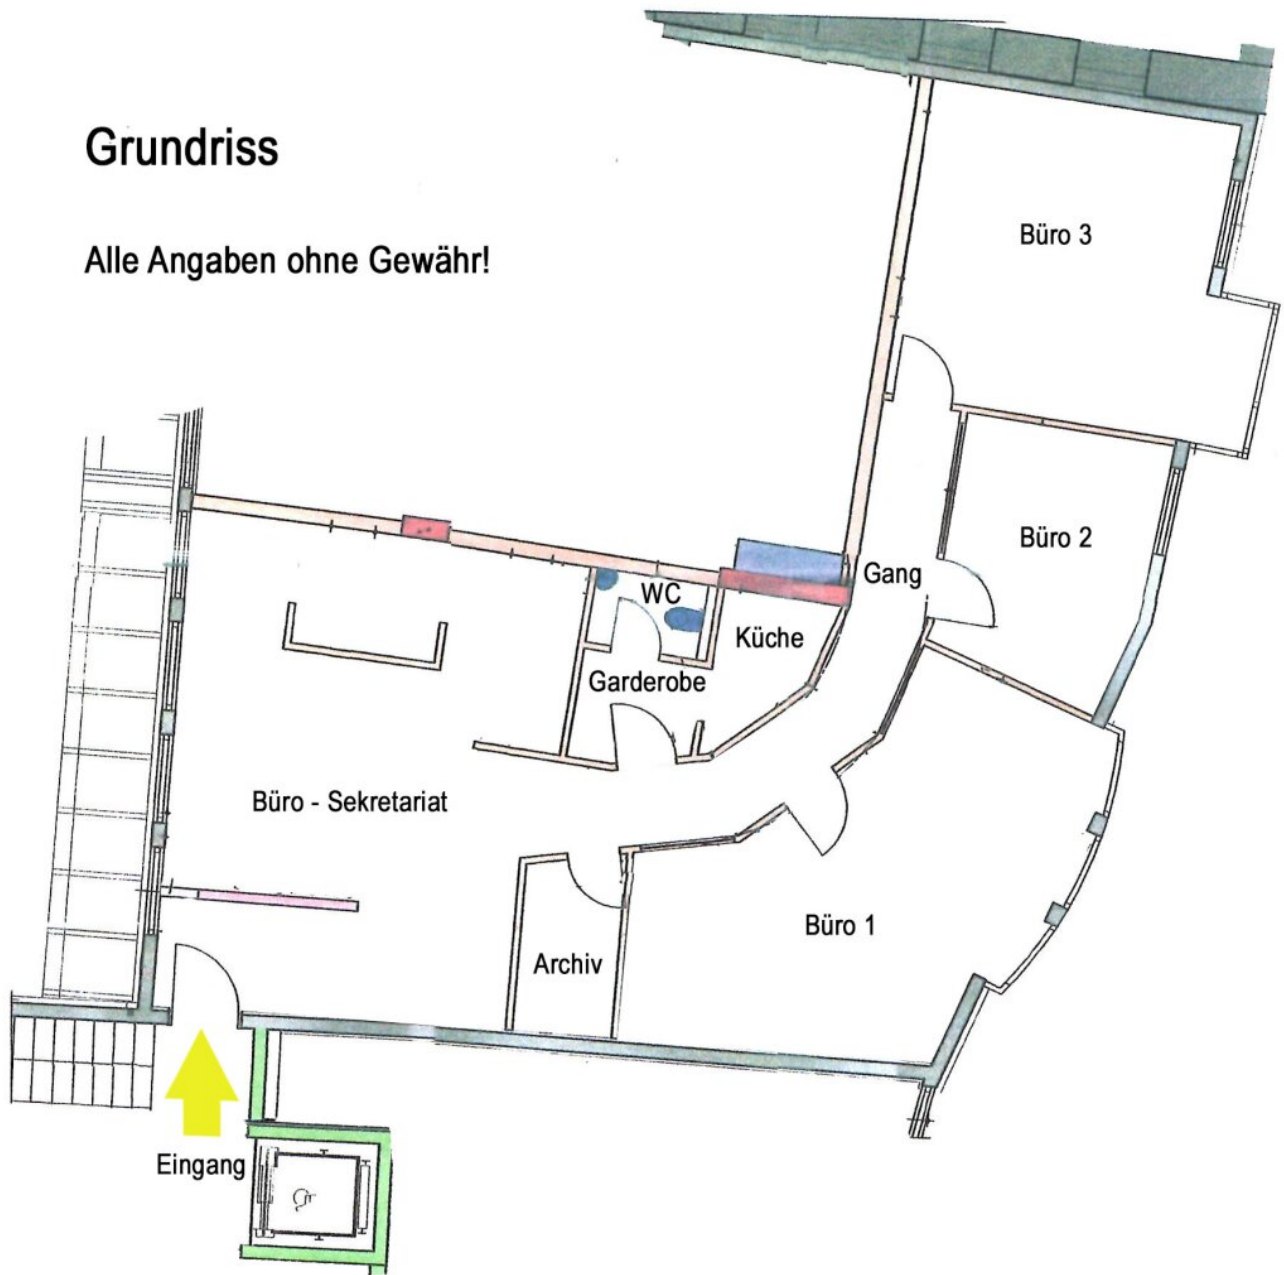 Grundriss
Alle Angaben ohne Gewähr!
Büro 3
Büro 2
Gang
WC
Küche
Garderobe
Büro - Sekretariat
Büro 1
Archiv
Eingang